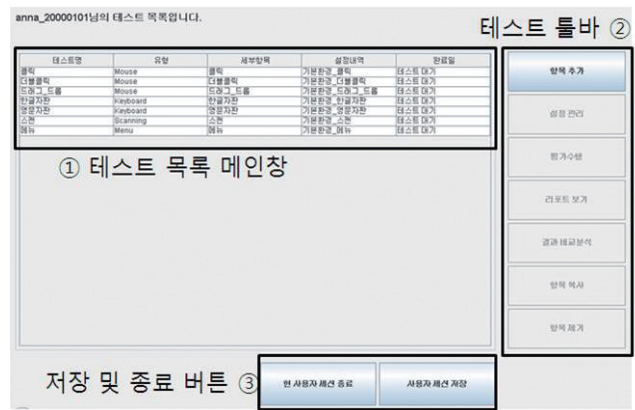 anna_20000101님의 테스트 목록입니다.
테스트 툴바 ②
테스트명 유형 세부항목 설정내역 완료일
클릭 Mouse 클릭 기본환경_클릭 테스트 대기
더블클릭 Mouse 더블클릭 기본환경_더블클릭 테스트 대기
드래그_드롭 Mouse 드래그_드롭 기본환경_드래그_드롭 테스트 대기
한글자판 Keyboard 한글자판 기본환경_한글자판 테스트 대기
영문자판 Keyboard 영문자판 기본환경_영문자판 테스트 대기
스캔 Scanning 스캔 기본환경_스캔 테스트 대기
메뉴 Menu 메뉴 기본환경_메뉴 테스트 대기
① 테스트 목록 메인창
항목 추가
설정 관리
평가수행
리포트 보기
결과 비교분석
항목 복사
항목 제거
저장 및 종료 버튼 ③
현 사용자 세션 종료
사용자 세션 저장